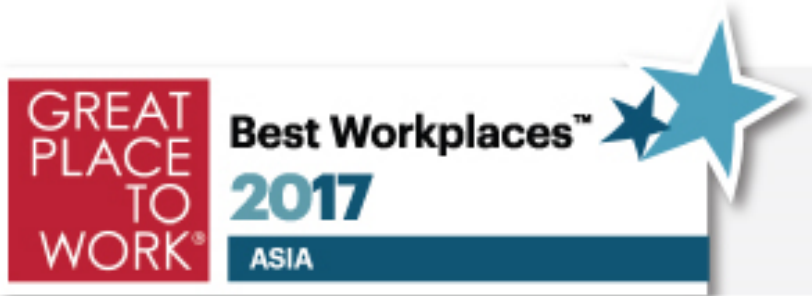 GREAT
PLACE
TO
WORK®
Best Workplaces™
2017
ASIA